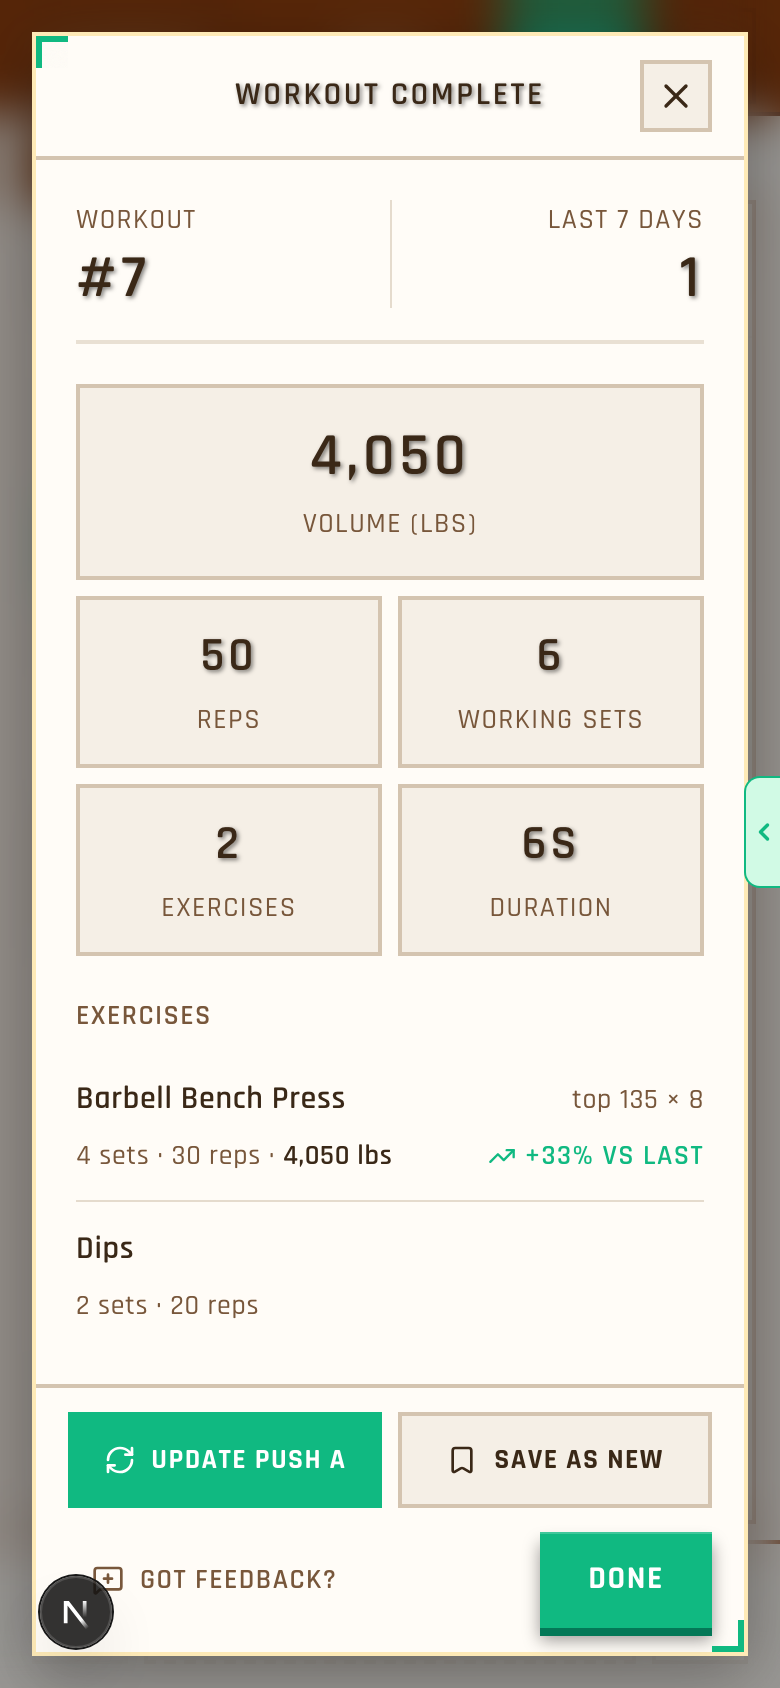 WORKOUT COMPLETE
WORKOUT
LAST 7 DAYS
#7
1
4,050
VOLUME (LBS)
50
6
REPS
WORKING SETS
2
6S
EXERCISES
DURATION
EXERCISES
Barbell Bench Press
top 135 × 8
4 sets · 30 reps · 4,050 lbs
+33% VS LAST
Dips
2 sets · 20 reps
UPDATE PUSH A
SAVE AS NEW
GOT FEEDBACK?
DONE
N